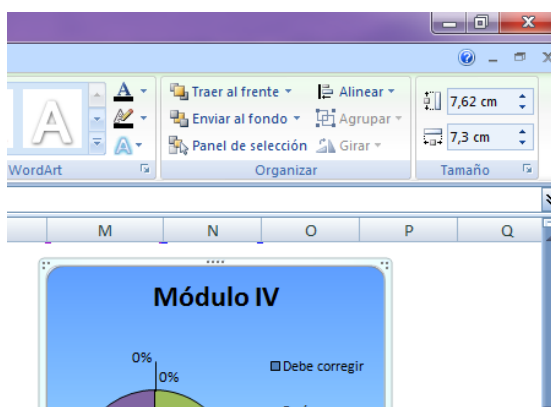 Traer al frente Alinear 7,62 cm
Enviar al fondo Agrupar
Panel de selección Girar 7,3 cm
WordArt Organizar Tamaño
M N O P Q
Módulo IV
0%
0%
Debe corregir